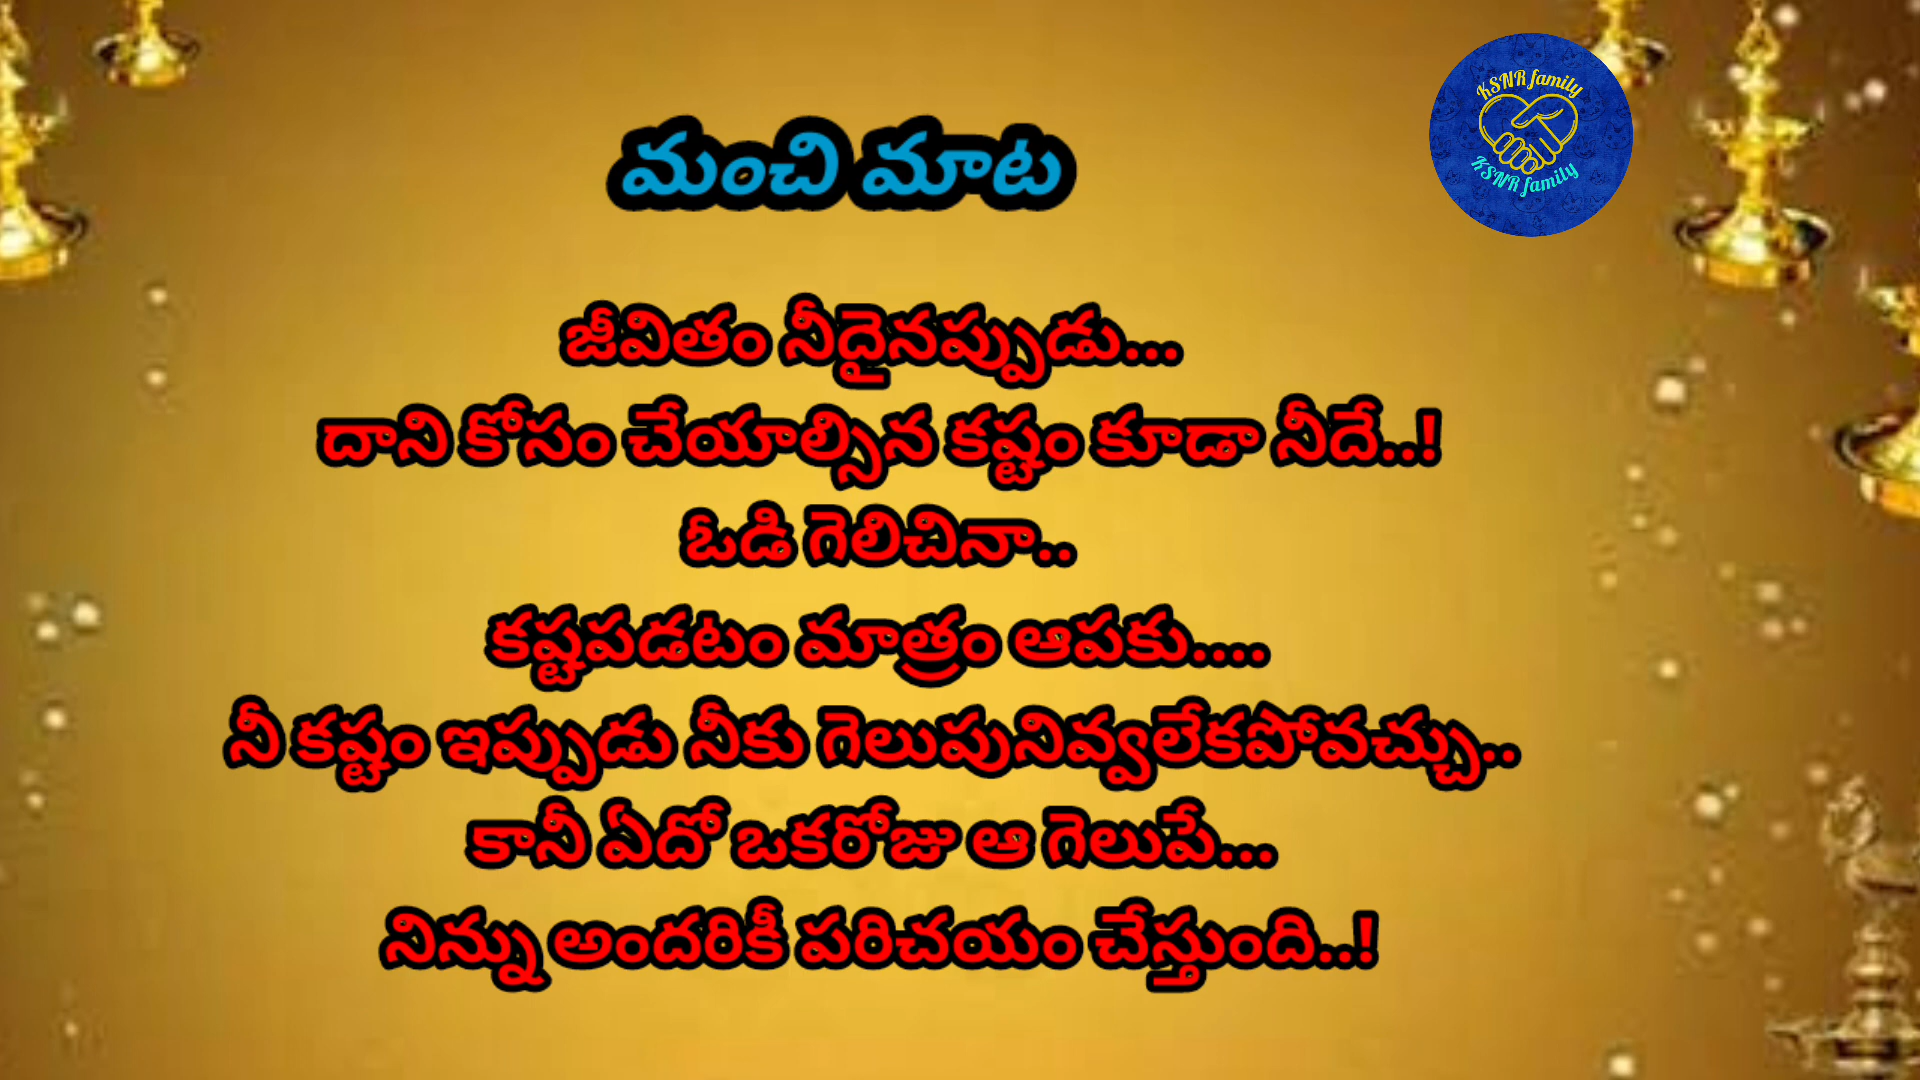 KSNR family
KSNR family
మంచి మాట
జీవితం నీదైనప్పుడు...
దాని కోసం చేయాల్సిన కష్టం కూడా నీదే..!
ఓడి గెలిచినా..
కష్టపడటం మాత్రం ఆపకు....
నీ కష్టం ఇప్పుడు నీకు గెలుపునివ్వలేకపోవచ్చు..
కానీ ఏదో ఒకరోజు ఆ గెలుపే...
నిన్ను అందరికీ పరిచయం చేస్తుంది..!